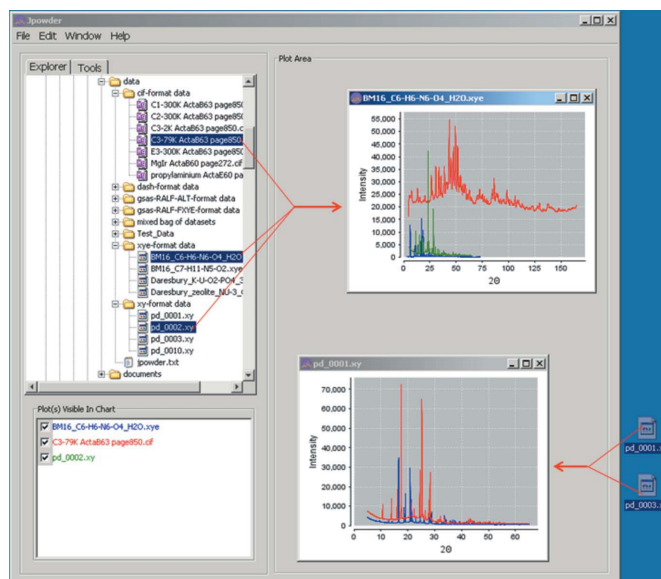 Jpowder
File Edit Window Help
Explorer Tools
data
cif-format data
C1-300K ActaB63 page850.
C2-300K ActaB63 page850.
C3-2K ActaB63 page850.c
C3-79K ActaB63 page850.
E3-300K ActaB63 page850.
MgIr ActaB60 page272.cif
propylaminium ActaE60 pa
dash-format data
gsas-RALF-ALT-format data
gsas-RALF-FXYE-format data
mixed bag of datasets
Test_Data
xye-format data
BM16_C6-H6-N6-O4_H2O
BM16_C7-H11-N5-O2.xye
Daresbury_K-U-O2-PO4_3
Daresbury_zeolite_NU-3_
xy-format data
pd_0001.xy
pd_0002.xy
pd_0003.xy
pd_0010.xy
jpowder.txt
documents
Plot(s) Visible In Chart
BM16_C6-H6-N6-O4_H2O.xye
C3-79K ActaB63 page850.cif
pd_0002.xy
Plot Area
BM16_C6-H6-N6-O4_H2O.xye
Intensity
55,000
50,000
45,000
40,000
35,000
30,000
25,000
20,000
15,000
10,000
5,000
0
0 25 50 75 100 125 150
2Θ
pd_0001.xy
Intensity
70,000
60,000
50,000
40,000
30,000
20,000
10,000
0
0 10 20 30 40 50 60
2Θ
pd_0001.x
pd_0003.x